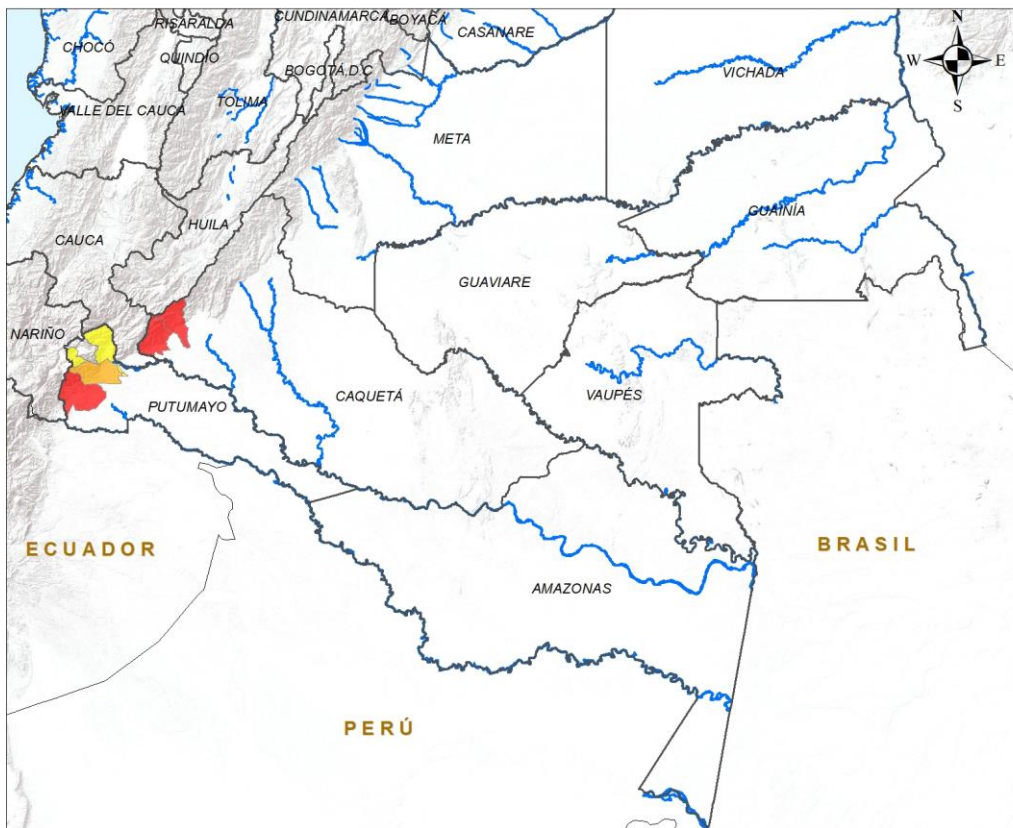 RISARALDA
CUNDINAMARCA
BOYACÁ
N
CHOCÓ
CASANARE
QUINDÍO
BOGOTÁ,D.C
VICHADA
W
E
S
VALLE DEL CAUCA
TOLIMA
META
HUILA
GUAINÍA
CAUCA
GUAVIARE
NARIÑO
CAQUETÁ
VAUPÉS
PUTUMAYO
ECUADOR
BRASIL
AMAZONAS
PERÚ